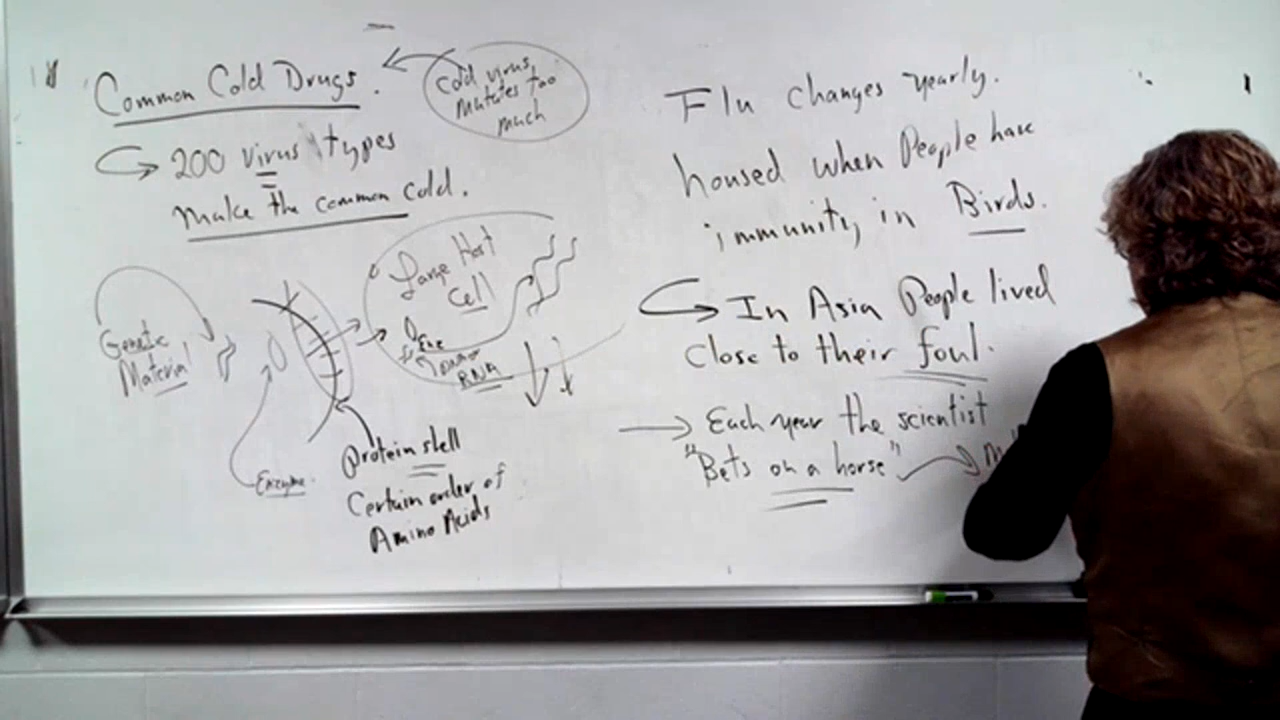 Common Cold Drugs.
Cold virus,
Mutates too
much
200 virus types
Make the common cold.
Large Host
Cell
Genetic
Material
Enz
RNA
Enzyme.
Protein shell
Certain order of
Amino Acids
Flu changes yearly.
housed when People have
immunity in Birds.
In Asia People lived
Close to their foul.
Each year the scientist
"Bets on a horse"